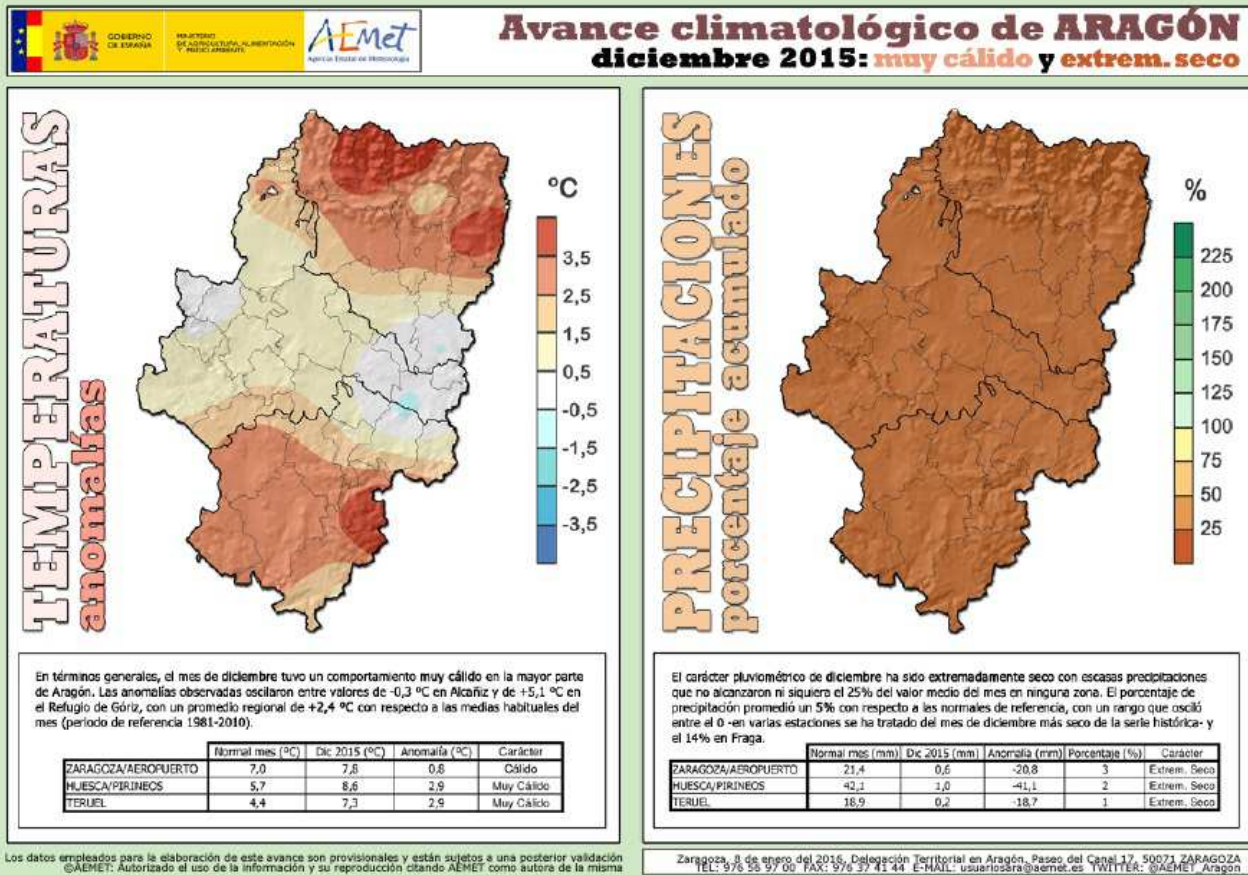 GOBIERNO
DE ESPAÑA
MINISTERIO
DE AGRICULTURA, ALIMENTACIÓN
Y MEDIO AMBIENTE
AEmet
Agencia Estatal de Meteorología
Avance climatológico de ARAGÓN
diciembre 2015: muy cálido y extrem. seco
TEMPERATURAS
anomalías
ºC
3,5
2,5
1,5
0,5
-0,5
-1,5
-2,5
-3,5
En términos generales, el mes de diciembre tuvo un comportamiento muy cálido en la mayor parte
de Aragón. Las anomalías observadas oscilaron entre valores de -0,3 ºC en Alcañiz y de +5,1 ºC en
el Refugio de Góriz, con un promedio regional de +2,4 ºC con respecto a las medias habituales del
mes (periodo de referencia 1981-2010).
Normal mes (ºC) Dic 2015 (ºC) Anomalía (ºC) Carácter
ZARAGOZA/AEROPUERTO 7,0 7,8 0,8 Cálido
HUESCA/PIRINEOS 5,7 8,6 2,9 Muy Cálido
TERUEL 4,4 7,3 2,9 Muy Cálido
PRECIPITACIONES
porcentaje acumulado
%
225
200
175
150
125
100
75
50
25
El carácter pluviométrico de diciembre ha sido extremadamente seco con escasas precipitaciones
que no alcanzaron ni siquiera el 25% del valor medio del mes en ninguna zona. El porcentaje de
precipitación promedió un 5% con respecto a las normales de referencia, con un rango que osciló
entre el 0 -en varias estaciones se ha tratado del mes de diciembre más seco de la serie histórica- y
el 14% en Fraga.
Normal mes (mm) Dic 2015 (mm) Anomalía (mm) Porcentaje (%) Carácter
ZARAGOZA/AEROPUERTO 21,4 0,6 -20,8 3 Extrem. Seco
HUESCA/PIRINEOS 42,1 1,0 -41,1 2 Extrem. Seco
TERUEL 18,9 0,2 -18,7 1 Extrem. Seco
Los datos empleados para la elaboración de este avance son provisionales y están sujetos a una posterior validación
©AEMET: Autorizado el uso de la información y su reproducción citando AEMET como autora de la misma
Zaragoza, 8 de enero del 2016. Delegación Territorial en Aragón. Paseo del Canal 17, 50071 ZARAGOZA
TEL: 976 56 97 00 FAX: 976 37 41 44 E-MAIL: usuariosara@aemet.es TWITTER: @AEMET_Aragon